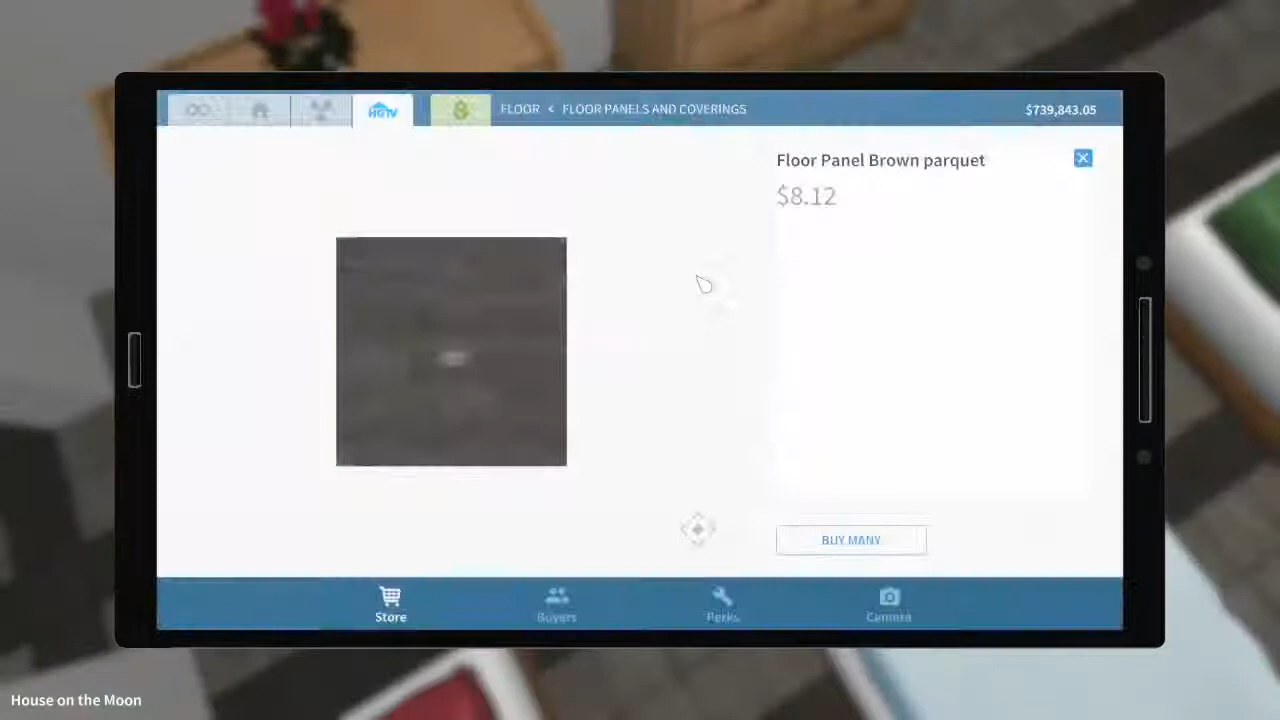 HGTV
FLOOR < FLOOR PANELS AND COVERINGS
$739,843.05
Floor Panel Brown parquet
$8.12
BUY MANY
Store
Buyers
Perks
Camera
House on the Moon